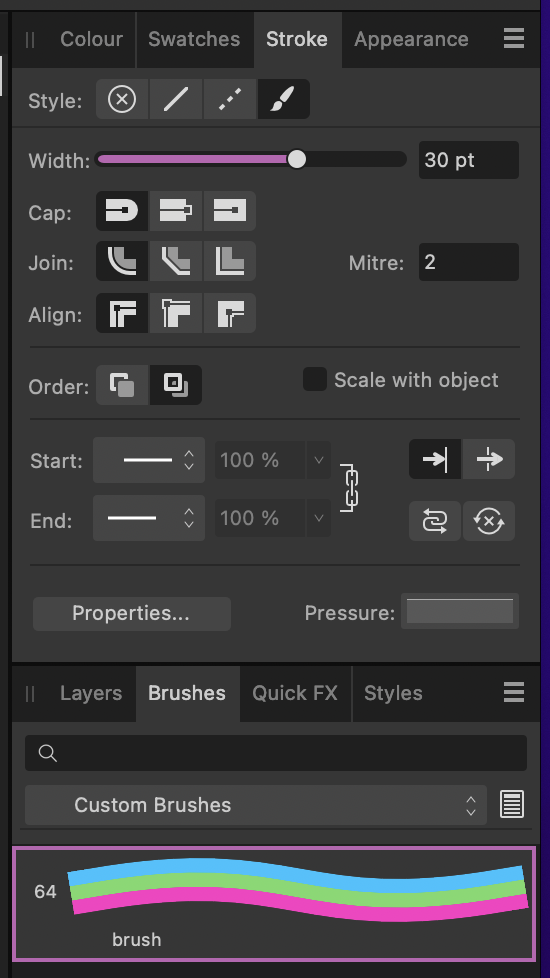 Colour Swatches Stroke Appearance
Style:
Width: 30 pt
Cap:
Join: Mitre: 2
Align:
Order: Scale with object
Start: 100 %
End: 100 %
Properties... Pressure:
Layers Brushes Quick FX Styles
Custom Brushes
64
brush